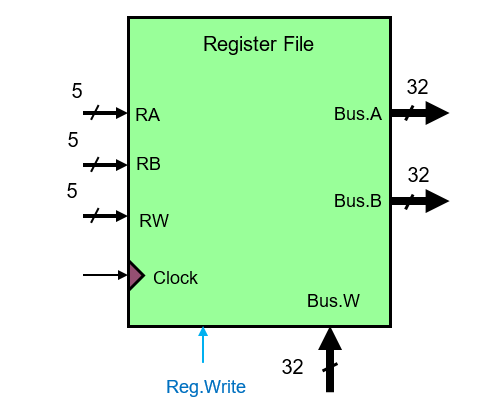 Register File
5
RA
Bus.A
32
5
RB
5
RW
Bus.B
32
Clock
Bus.W
32
Reg.Write